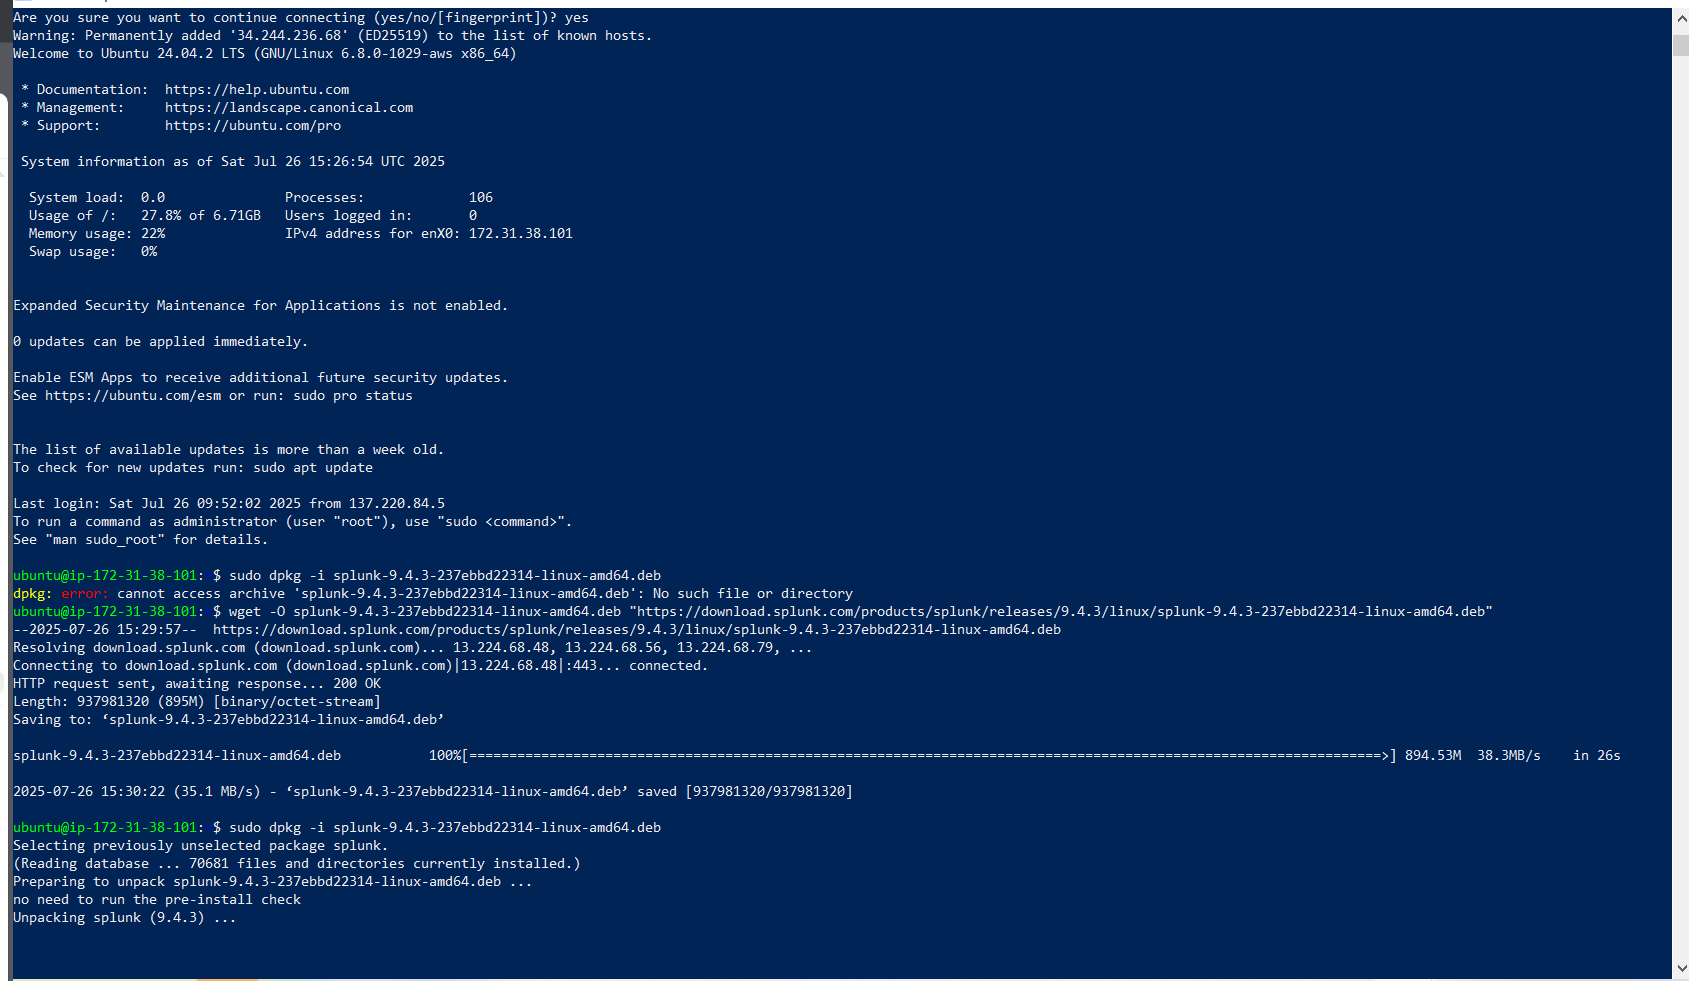 Are you sure you want to continue connecting (yes/no/[fingerprint])? yes
Warning: Permanently added '34.244.236.68' (ED25519) to the list of known hosts.
Welcome to Ubuntu 24.04.2 LTS (GNU/Linux 6.8.0-1029-aws x86_64)

 * Documentation:  https://help.ubuntu.com
 * Management:     https://landscape.canonical.com
 * Support:        https://ubuntu.com/pro

 System information as of Sat Jul 26 15:26:54 UTC 2025

  System load:  0.0               Processes:             106
  Usage of /:   27.8% of 6.71GB   Users logged in:       0
  Memory usage: 22%               IPv4 address for enX0: 172.31.38.101
  Swap usage:   0%

Expanded Security Maintenance for Applications is not enabled.

0 updates can be applied immediately.

Enable ESM Apps to receive additional future security updates.
See https://ubuntu.com/esm or run: sudo pro status

The list of available updates is more than a week old.
To check for new updates run: sudo apt update

Last login: Sat Jul 26 09:52:02 2025 from 137.220.84.5
To run a command as administrator (user "root"), use "sudo <command>".
See "man sudo_root" for details.

ubuntu@ip-172-31-38-101: $ sudo dpkg -i splunk-9.4.3-237ebbd22314-linux-amd64.deb
dpkg: error: cannot access archive 'splunk-9.4.3-237ebbd22314-linux-amd64.deb': No such file or directory
ubuntu@ip-172-31-38-101: $ wget -O splunk-9.4.3-237ebbd22314-linux-amd64.deb "https://download.splunk.com/products/splunk/releases/9.4.3/linux/splunk-9.4.3-237ebbd22314-linux-amd64.deb"
--2025-07-26 15:29:57--  https://download.splunk.com/products/splunk/releases/9.4.3/linux/splunk-9.4.3-237ebbd22314-linux-amd64.deb
Resolving download.splunk.com (download.splunk.com)... 13.224.68.48, 13.224.68.56, 13.224.68.79, ...
Connecting to download.splunk.com (download.splunk.com)|13.224.68.48|:443... connected.
HTTP request sent, awaiting response... 200 OK
Length: 937981320 (895M) [binary/octet-stream]
Saving to: ‘splunk-9.4.3-237ebbd22314-linux-amd64.deb’

splunk-9.4.3-237ebbd22314-linux-amd64.deb           100%[==================================================================================================================>] 894.53M  38.3MB/s    in 26s

2025-07-26 15:30:22 (35.1 MB/s) - ‘splunk-9.4.3-237ebbd22314-linux-amd64.deb’ saved [937981320/937981320]

ubuntu@ip-172-31-38-101: $ sudo dpkg -i splunk-9.4.3-237ebbd22314-linux-amd64.deb
Selecting previously unselected package splunk.
(Reading database ... 70681 files and directories currently installed.)
Preparing to unpack splunk-9.4.3-237ebbd22314-linux-amd64.deb ...
no need to run the pre-install check
Unpacking splunk (9.4.3) ...